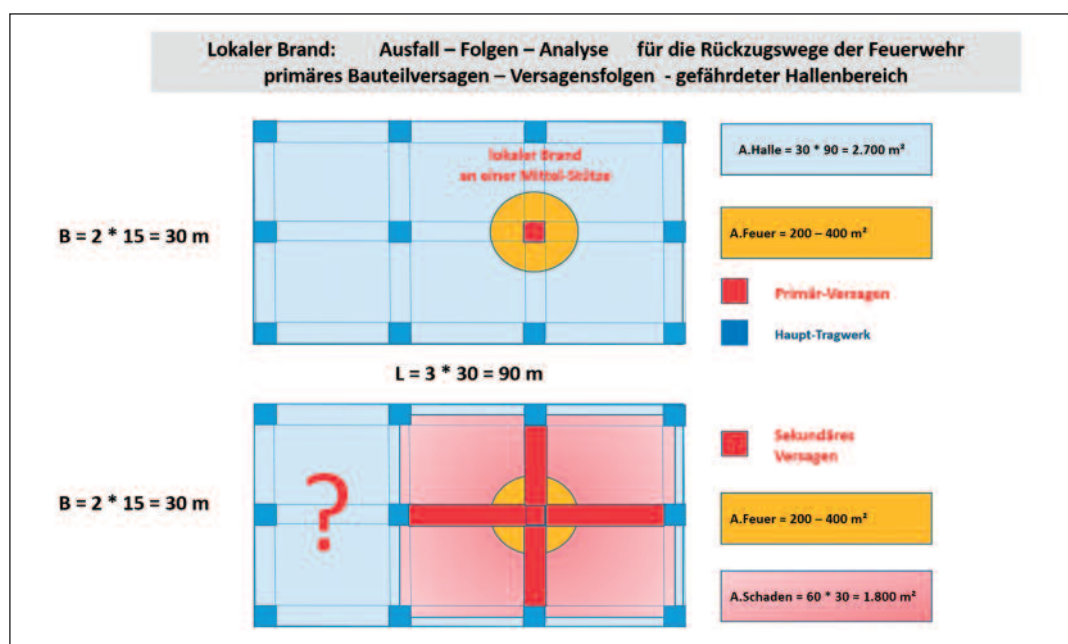 Lokaler Brand: Ausfall – Folgen – Analyse für die Rückzugswege der Feuerwehr
primäres Bauteilversagen – Versagensfolgen - gefährdeter Hallenbereich
lokaler Brand
an einer Mittel-Stütze
B = 2 * 15 = 30 m
A.Halle = 30 * 90 = 2.700 m²
A.Feuer = 200 – 400 m²
Primär-Versagen
Haupt-Tragwerk
L = 3 * 30 = 90 m
B = 2 * 15 = 30 m
?
Sekundäres
Versagen
A.Feuer = 200 – 400 m²
A.Schaden = 60 * 30 = 1.800 m²